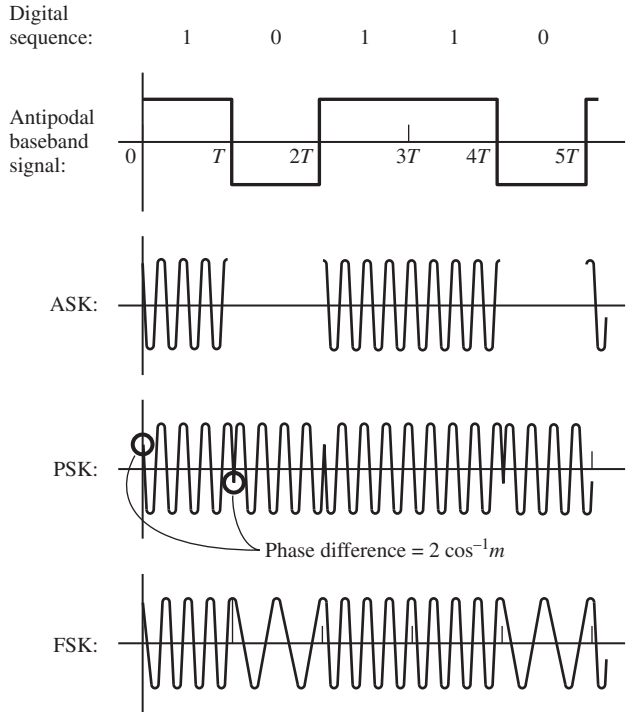 Digital
sequence: 1 0 1 1 0
Antipodal
baseband
signal:
0 T 2T 3T 4T 5T
ASK:
PSK:
Phase difference = 2 cos⁻¹m
FSK: